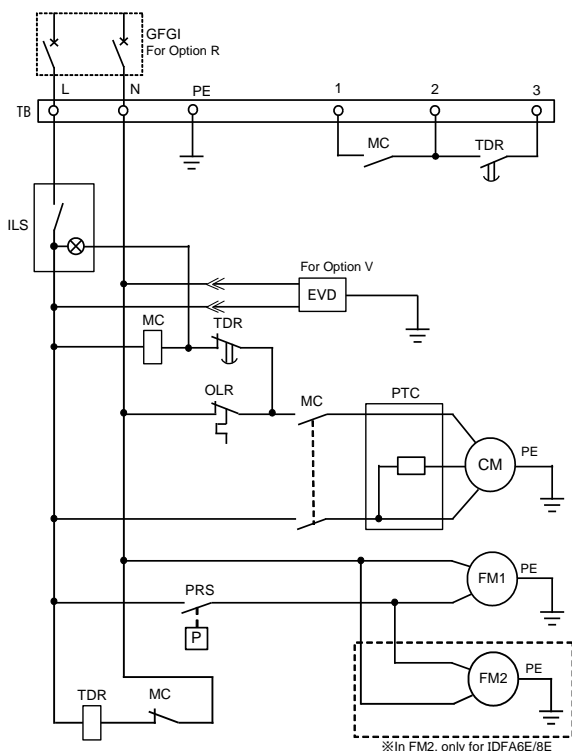 GFGI
For Option R
L N PE 1 2 3
TB
MC TDR
ILS
For Option V
EVD
MC TDR
OLR MC PTC
CM PE
PRS
P
FM1 PE
FM2 PE
TDR MC
※In FM2, only for IDFA6E/8E